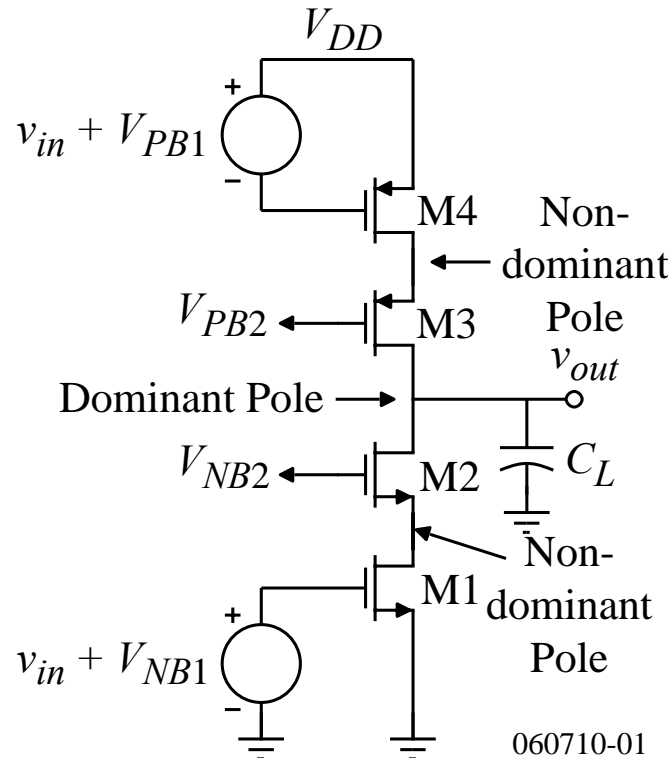 V_DD
+
v_in + V_PB1
−
M4
Non-
dominant
Pole
V_PB2
M3
v_out
Dominant Pole
V_NB2
M2
C_L
Non-
dominant
Pole
M1
+
v_in + V_NB1
−
060710-01